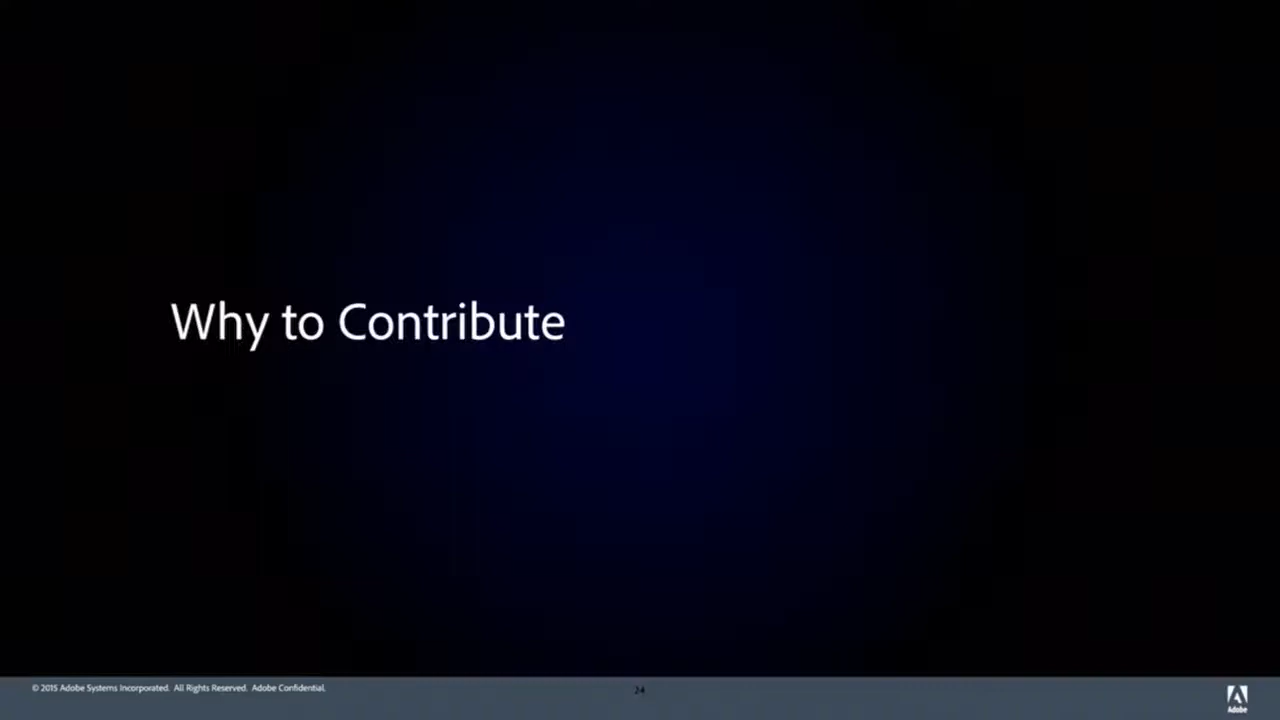 Why to Contribute
© 2015 Adobe Systems Incorporated. All Rights Reserved. Adobe Confidential.
24
Adobe